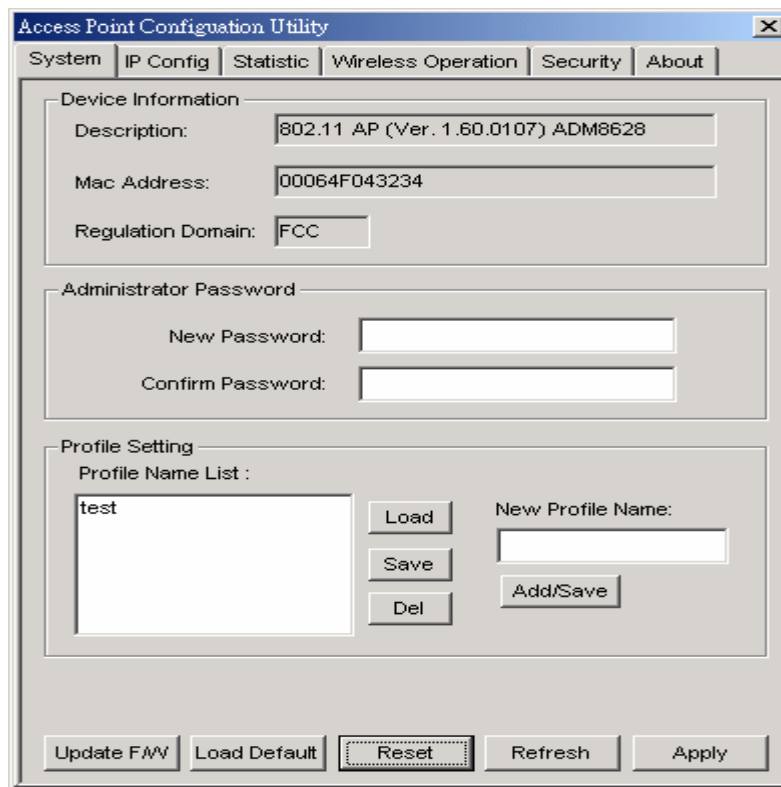 Access Point Configuation Utility
System IP Config Statistic Wireless Operation Security About
Device Information
Description: 802.11 AP (Ver. 1.60.0107) ADM8628
Mac Address: 00064F043234
Regulation Domain: FCC
Administrator Password
New Password:
Confirm Password:
Profile Setting
Profile Name List :
test
Load
Save
Del
New Profile Name:
Add/Save
Update F/W Load Default Reset Refresh Apply